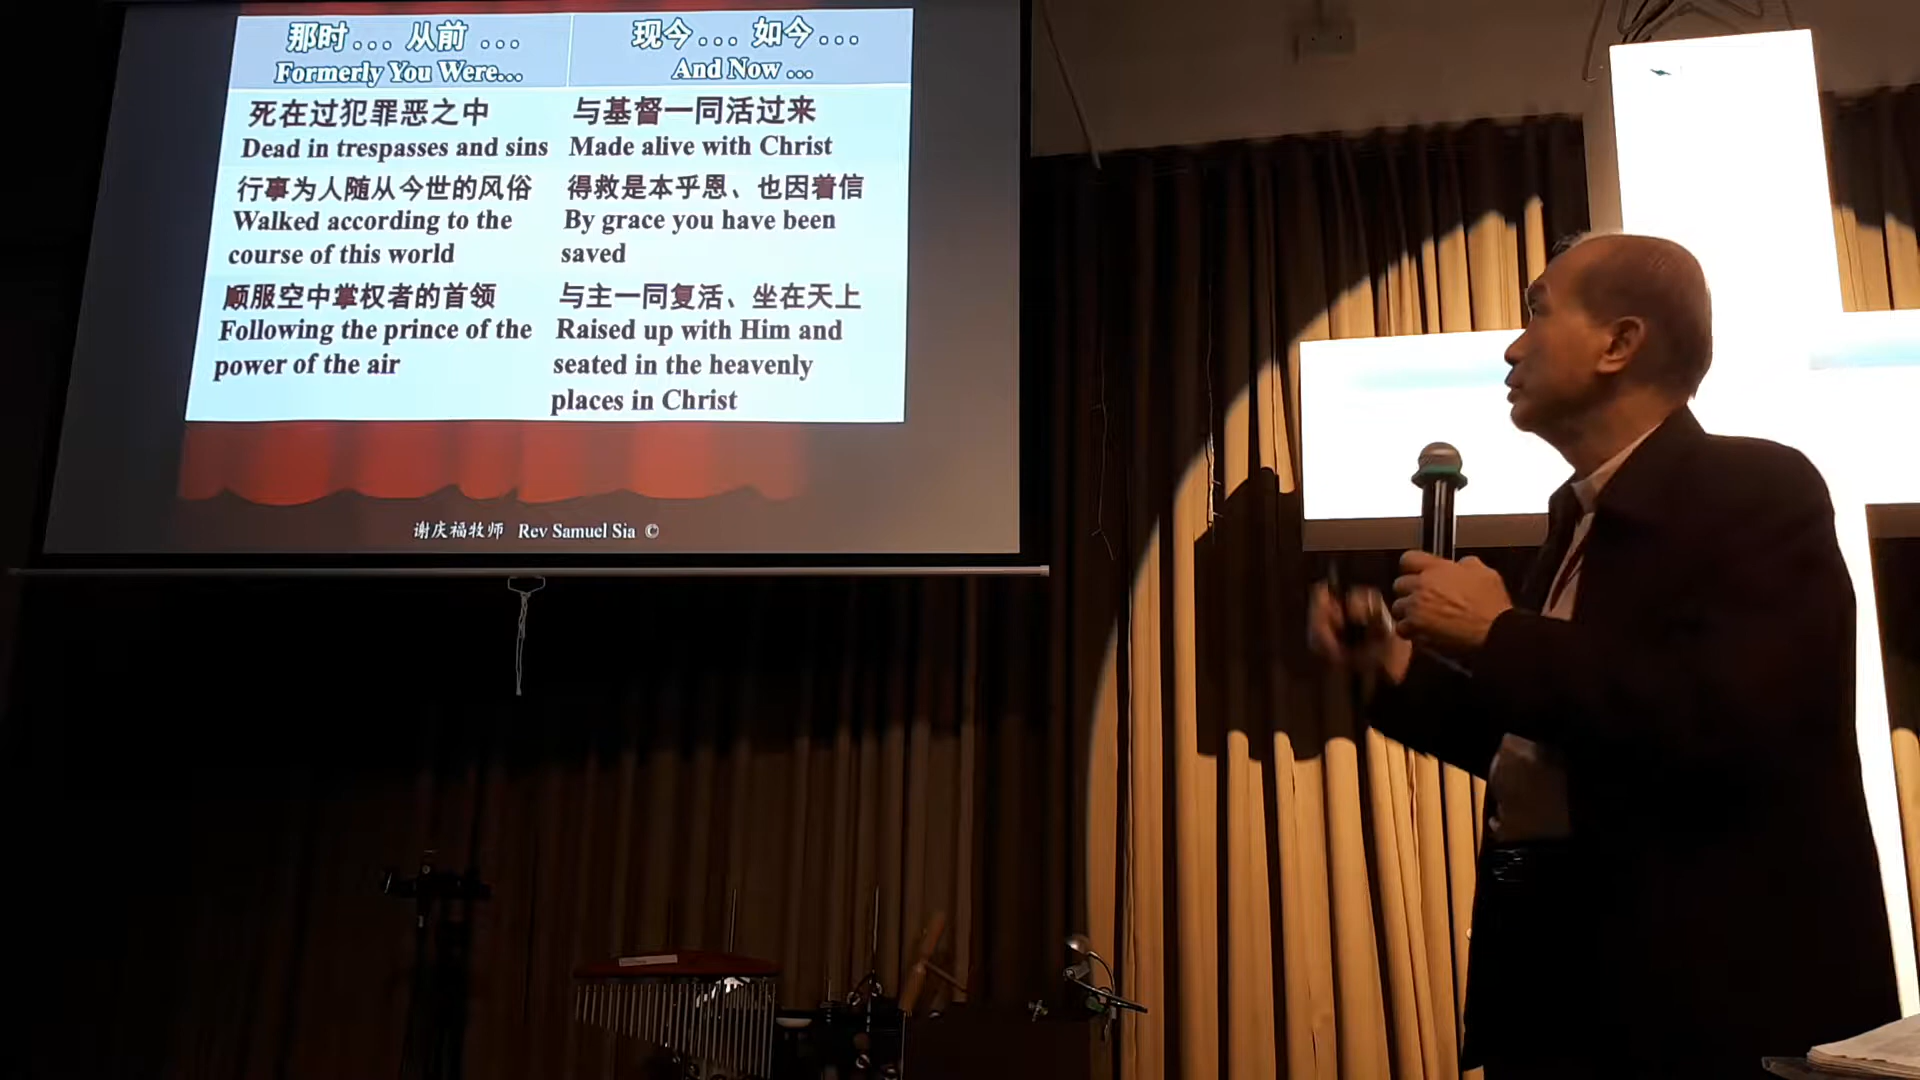 那时... 从前 ...
Formerly You Were...
现今... 如今...
And Now ...
死在过犯罪恶之中
Dead in trespasses and sins
与基督一同活过来
Made alive with Christ
行事为人随从今世的风俗
Walked according to the
course of this world
得救是本乎恩、也因着信
By grace you have been
saved
顺服空中掌权者的首领
Following the prince of the
power of the air
与主一同复活、坐在天上
Raised up with Him and
seated in the heavenly
places in Christ
谢庆福牧师 Rev Samuel Sia ©